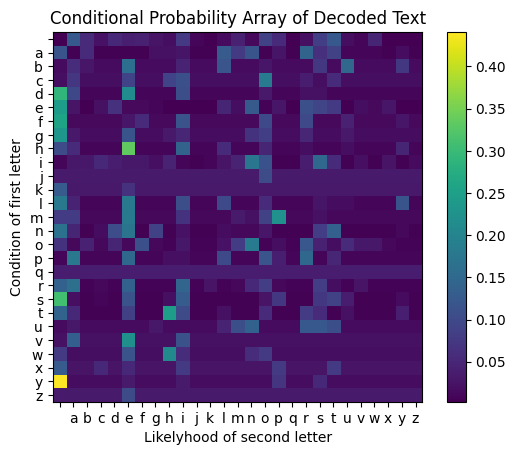 Conditional Probability Array of Decoded Text
a
b
c
d
e
f
g
h
i
j
k
l
m
n
o
p
q
r
s
t
u
v
w
x
y
z
Condition of first letter
a b c d e f g h i j k l m n o p q r s t u v w x y z
Likelyhood of second letter
0.40
0.35
0.30
0.25
0.20
0.15
0.10
0.05